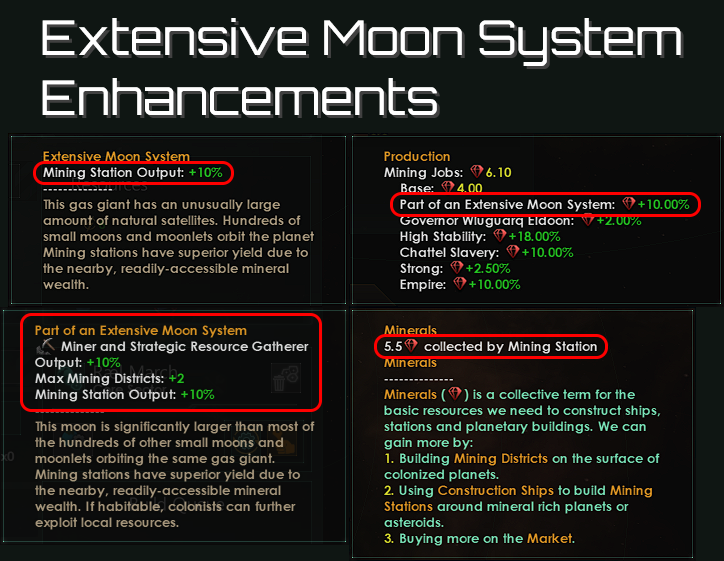 Extensive Moon System
Enhancements
Extensive Moon System
Mining Station Output: +10%
--------------
This gas giant has an unusually large
amount of natural satellites. Hundreds of
small moons and moonlets orbit the planet
Mining stations have superior yield due to
the nearby, readily-accessible mineral
wealth.
Production
Mining Jobs: 6.10
Base: 4.00
Part of an Extensive Moon System: +10.00%
Governor Wiuguarq Eldoon: +2.00%
High Stability: +18.00%
Chattel Slavery: +10.00%
Strong: +2.50%
Empire: +10.00%
Part of an Extensive Moon System
Miner and Strategic Resource Gatherer
Output: +10%
Max Mining Districts: +2
Mining Station Output: +10%
--------------
This moon is significantly larger than most of
the hundreds of other small moons and
moonlets orbiting the same gas giant.
Mining stations have superior yield due to
the nearby, readily-accessible mineral
wealth. If habitable, colonists can further
exploit local resources.
Minerals
5.5 collected by Mining Station
Minerals
--------------
Minerals ( ) is a collective term for the
basic resources we need to construct ships,
stations and planetary buildings. We can
gain more by:
1. Building Mining Districts on the surface of
colonized planets.
2. Using Construction Ships to build Mining
Stations around mineral rich planets or
asteroids.
3. Buying more on the Market.